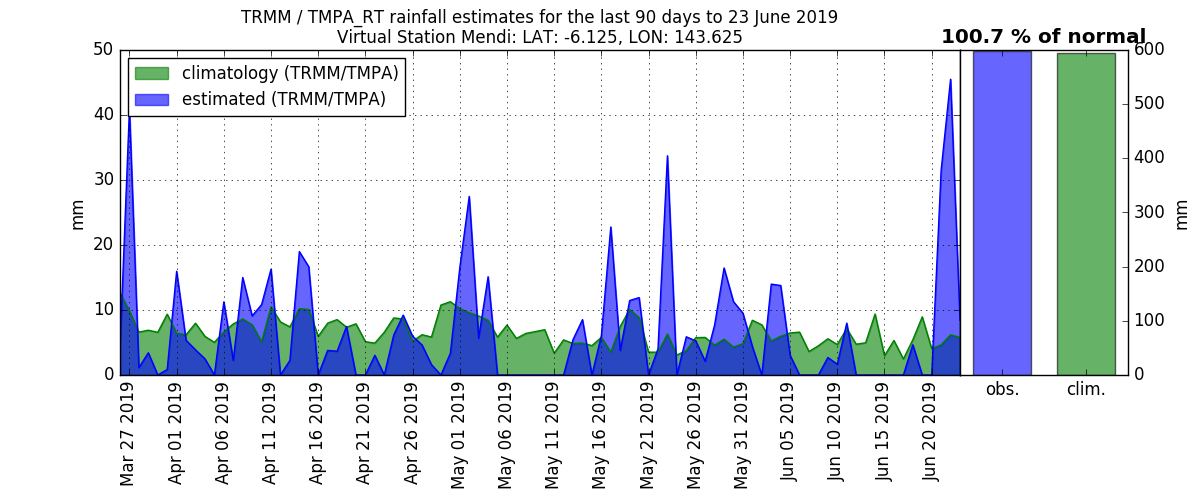 TRMM / TMPA_RT rainfall estimates for the last 90 days to 23 June 2019
Virtual Station Mendi: LAT: -6.125, LON: 143.625
100.7 % of normal
climatology (TRMM/TMPA)
estimated (TRMM/TMPA)
50
40
30
20
10
0
mm
600
500
400
300
200
100
0
mm
Mar 27 2019
Apr 01 2019
Apr 06 2019
Apr 11 2019
Apr 16 2019
Apr 21 2019
Apr 26 2019
May 01 2019
May 06 2019
May 11 2019
May 16 2019
May 21 2019
May 26 2019
May 31 2019
Jun 05 2019
Jun 10 2019
Jun 15 2019
Jun 20 2019
obs.
clim.